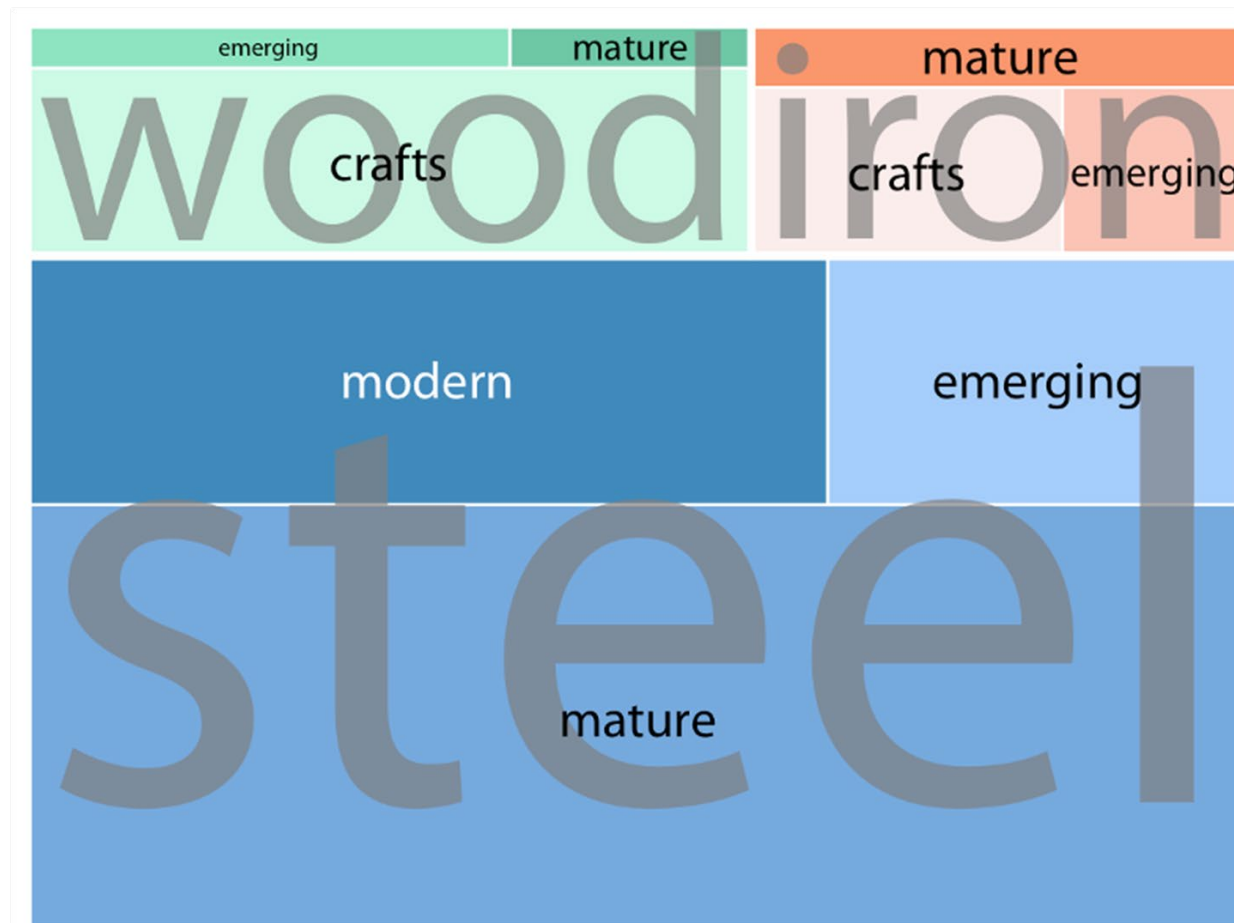 emerging
mature
mature
wood
iron
crafts
crafts
emerging
modern
emerging
steel
mature